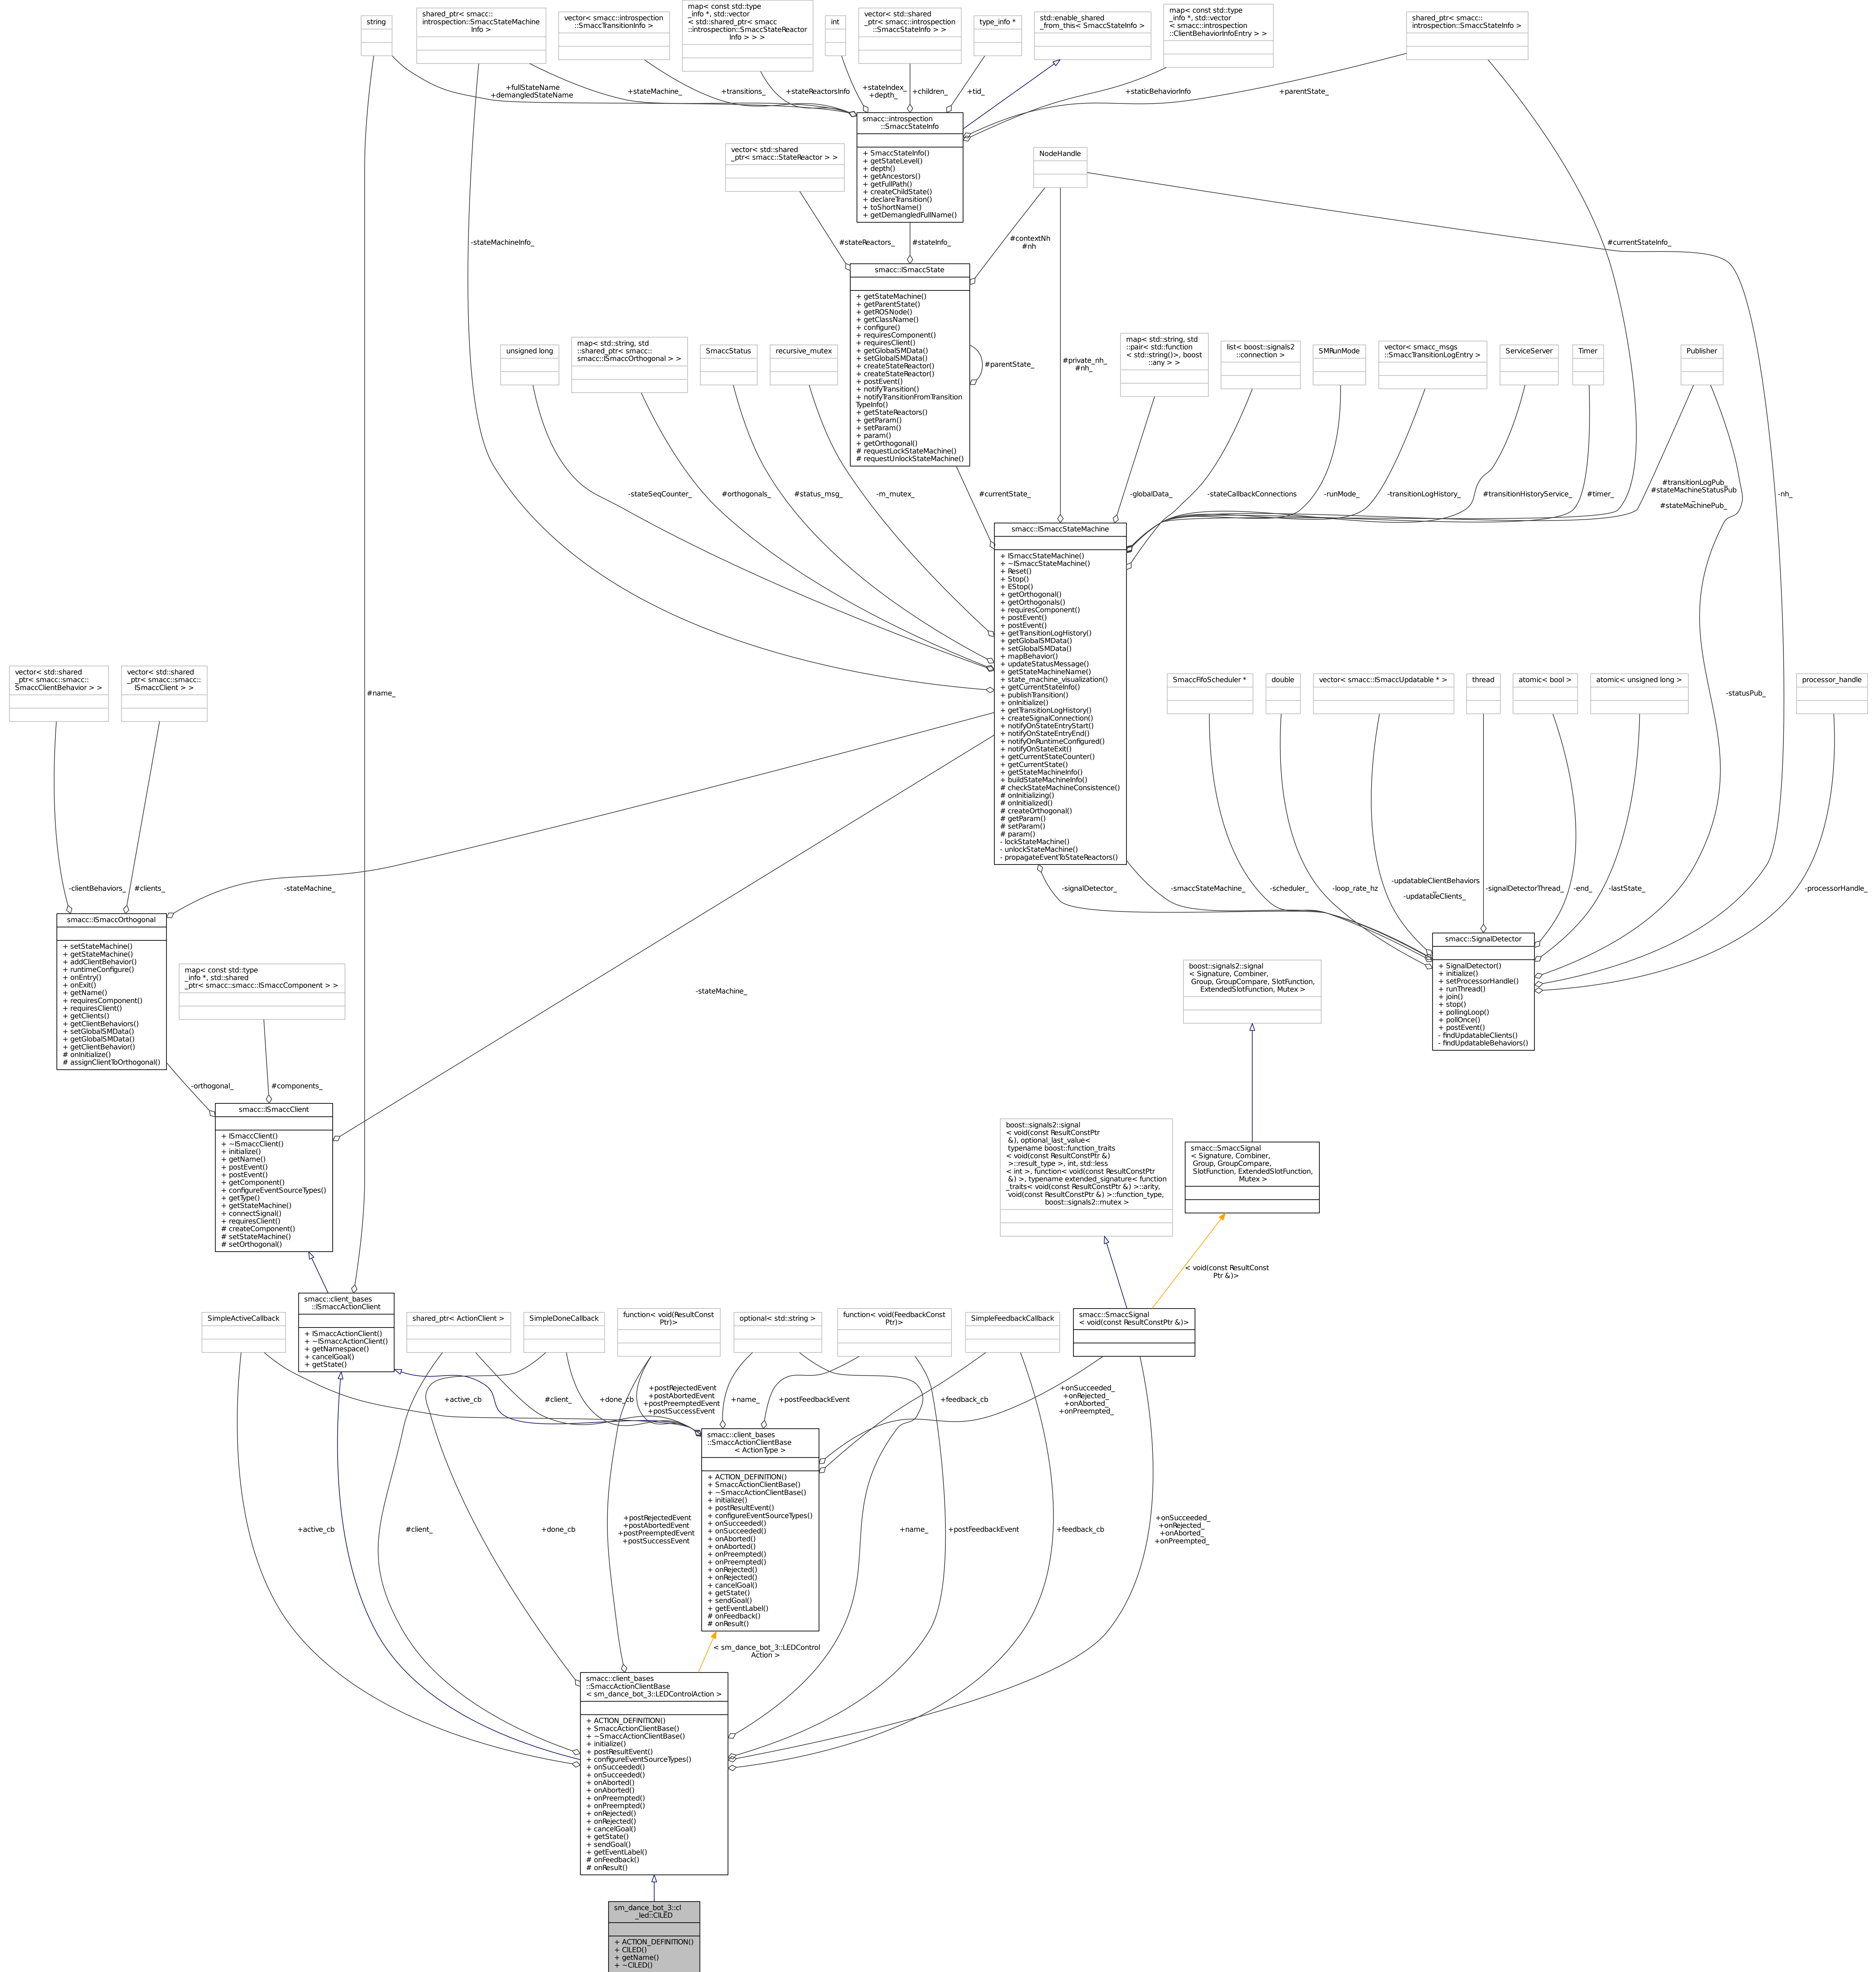 string
shared_ptr< smacc::
introspection::SmaccStateMachine
Info >
vector< smacc::introspection
::SmaccTransitionInfo >
map< const std::type
_info *, std::vector
< std::shared_ptr< smacc
::introspection::SmaccStateReactor
Info > > >
int
vector< std::shared
_ptr< smacc::introspection
::SmaccStateInfo > >
type_info *
std::enable_shared
_from_this< SmaccStateInfo >
map< const std::type
_info *, std::vector
< smacc::introspection
::ClientBehaviorInfoEntry > >
shared_ptr< smacc::
introspection::SmaccStateInfo >
+fullStateName
+demangledStateName
+stateMachine_
+transitions_
+stateReactorsInfo
+stateIndex_
+depth_
+children_
+tid_
+staticBehaviorInfo
+parentState_
smacc::introspection
::SmaccStateInfo
+ SmaccStateInfo()
+ getStateLevel()
+ depth()
+ getAncestors()
+ getFullPath()
+ createChildState()
+ declareTransition()
+ toShortName()
+ getDemangledFullName()
vector< std::shared
_ptr< smacc::StateReactor > >
NodeHandle
-stateMachineInfo_
#stateReactors_
#stateInfo_
#contextNh
#nh
#currentStateInfo_
smacc::ISmaccState
+ getStateMachine()
+ getParentState()
+ getROSNode()
+ getClassName()
+ configure()
+ requiresComponent()
+ requiresClient()
+ getGlobalSMData()
+ setGlobalSMData()
+ createStateReactor()
+ createStateReactor()
+ postEvent()
+ notifyTransition()
+ notifyTransitionFromTransition
TypeInfo()
+ getStateReactors()
+ getParam()
+ setParam()
+ param()
+ getOrthogonal()
# requestLockStateMachine()
# requestUnlockStateMachine()
#parentState_
#private_nh_
#nh_
unsigned long
map< std::string, std
::shared_ptr< smacc::
smacc::ISmaccOrthogonal > >
SmaccStatus
recursive_mutex
map< std::string, std
::pair< std::function
< std::string()>, boost
::any > >
list< boost::signals2
::connection >
SMRunMode
vector< smacc_msgs
::SmaccTransitionLogEntry >
ServiceServer
Timer
Publisher
-stateSeqCounter_
#orthogonals_
#status_msg_
-m_mutex_
#currentState_
-globalData_
-stateCallbackConnections
-runMode_
-transitionLogHistory_
#transitionHistoryService_
#timer_
#transitionLogPub_
#stateMachineStatusPub
_
#stateMachinePub_
-nh_
smacc::ISmaccStateMachine
+ ISmaccStateMachine()
+ ~ISmaccStateMachine()
+ Reset()
+ Stop()
+ EStop()
+ getOrthogonal()
+ getOrthogonals()
+ requiresComponent()
+ postEvent()
+ postEvent()
+ getTransitionLogHistory()
+ getGlobalSMData()
+ setGlobalSMData()
+ mapBehavior()
+ updateStatusMessage()
+ getStateMachineName()
+ state_machine_visualization()
+ getCurrentStateInfo()
+ publishTransition()
+ onInitialize()
+ getTransitionLogHistory()
+ createSignalConnection()
+ notifyOnStateEntryStart()
+ notifyOnStateEntryEnd()
+ notifyOnRuntimeConfigured()
+ notifyOnStateExit()
+ getCurrentStateCounter()
+ getCurrentState()
+ getStateMachineInfo()
+ buildStateMachineInfo()
# checkStateMachineConsistence()
# onInitializing()
# onInitialized()
# createOrthogonal()
# getParam()
# setParam()
# param()
- lockStateMachine()
- unlockStateMachine()
- propagateEventToStateReactors()
#name_
vector< std::shared
_ptr< smacc::smacc::
SmaccClientBehavior > >
vector< std::shared
_ptr< smacc::smacc::
ISmaccClient > >
SmaccFifoScheduler *
double
vector< smacc::ISmaccUpdatable * >
thread
atomic< bool >
atomic< unsigned long >
processor_handle
-statusPub_
-clientBehaviors_
#clients_
-stateMachine_
-signalDetector_
-smaccStateMachine_
-scheduler_
-loop_rate_hz
-updatableClientBehaviors
_
-updatableClients_
-signalDetectorThread_
-end_
-lastState_
-processorHandle_
smacc::ISmaccOrthogonal
+ setStateMachine()
+ getStateMachine()
+ addClientBehavior()
+ runtimeConfigure()
+ onEntry()
+ onExit()
+ getName()
+ requiresComponent()
+ requiresClient()
+ getClients()
+ getClientBehaviors()
+ setGlobalSMData()
+ getGlobalSMData()
+ getClientBehavior()
# onInitialize()
# assignClientToOrthogonal()
smacc::SignalDetector
+ SignalDetector()
+ initialize()
+ setProcessorHandle()
+ runThread()
+ join()
+ stop()
+ pollingLoop()
+ pollOnce()
+ postEvent()
- findUpdatableClients()
- findUpdatableBehaviors()
map< const std::type
_info *, std::shared
_ptr< smacc::smacc::ISmaccComponent > >
boost::signals2::signal
< Signature, Combiner,
Group, GroupCompare, SlotFunction,
ExtendedSlotFunction, Mutex >
-stateMachine_
-orthogonal_
#components_
smacc::ISmaccClient
+ ISmaccClient()
+ ~ISmaccClient()
+ initialize()
+ getName()
+ postEvent()
+ postEvent()
+ getComponent()
+ configureEventSourceTypes()
+ getType()
+ getStateMachine()
+ connectSignal()
+ requiresClient()
# createComponent()
# setStateMachine()
# setOrthogonal()
boost::signals2::signal
< void(const ResultConstPtr
&), optional_last_value<
typename boost::function_traits
< void(const ResultConstPtr &)
>::result_type >, int, std::less
< int >, function< void(const ResultConstPtr
&) >, typename extended_signature< function
_traits< void(const ResultConstPtr &) >::arity,
void(const ResultConstPtr &) >::function_type,
boost::signals2::mutex >
smacc::SmaccSignal
< Signature, Combiner,
Group, GroupCompare,
SlotFunction, ExtendedSlotFunction,
Mutex >
< void(const ResultConst
Ptr &)>
smacc::client_bases
::ISmaccActionClient
+ ISmaccActionClient()
+ ~ISmaccActionClient()
+ getNamespace()
+ cancelGoal()
+ getState()
SimpleActiveCallback
shared_ptr< ActionClient >
SimpleDoneCallback
function< void(ResultConst
Ptr)>
optional< std::string >
function< void(FeedbackConst
Ptr)>
SimpleFeedbackCallback
smacc::SmaccSignal
< void(const ResultConstPtr &)>
+active_cb
#client_
+done_cb
+postRejectedEvent
+postAbortedEvent
+postPreemptedEvent
+postSuccessEvent
+name_
+postFeedbackEvent
+feedback_cb
+onSucceeded_
+onRejected_
+onAborted_
+onPreempted_
smacc::client_bases
::SmaccActionClientBase
< ActionType >
+ ACTION_DEFINITION()
+ SmaccActionClientBase()
+ ~SmaccActionClientBase()
+ initialize()
+ postResultEvent()
+ configureEventSourceTypes()
+ onSucceeded()
+ onSucceeded()
+ onAborted()
+ onAborted()
+ onPreempted()
+ onPreempted()
+ onRejected()
+ onRejected()
+ cancelGoal()
+ getState()
+ sendGoal()
+ getEventLabel()
# onFeedback()
# onResult()
+active_cb
#client_
+done_cb
+postRejectedEvent
+postAbortedEvent
+postPreemptedEvent
+postSuccessEvent
+name_
+postFeedbackEvent
+feedback_cb
+onSucceeded_
+onRejected_
+onAborted_
+onPreempted_
< sm_dance_bot_3::LEDControl
Action >
smacc::client_bases
::SmaccActionClientBase
< sm_dance_bot_3::LEDControlAction >
+ ACTION_DEFINITION()
+ SmaccActionClientBase()
+ ~SmaccActionClientBase()
+ initialize()
+ postResultEvent()
+ configureEventSourceTypes()
+ onSucceeded()
+ onSucceeded()
+ onAborted()
+ onAborted()
+ onPreempted()
+ onPreempted()
+ onRejected()
+ onRejected()
+ cancelGoal()
+ getState()
+ sendGoal()
+ getEventLabel()
# onFeedback()
# onResult()
sm_dance_bot_3::cl
_led::ClLED
+ ACTION_DEFINITION()
+ ClLED()
+ getName()
+ ~ClLED()